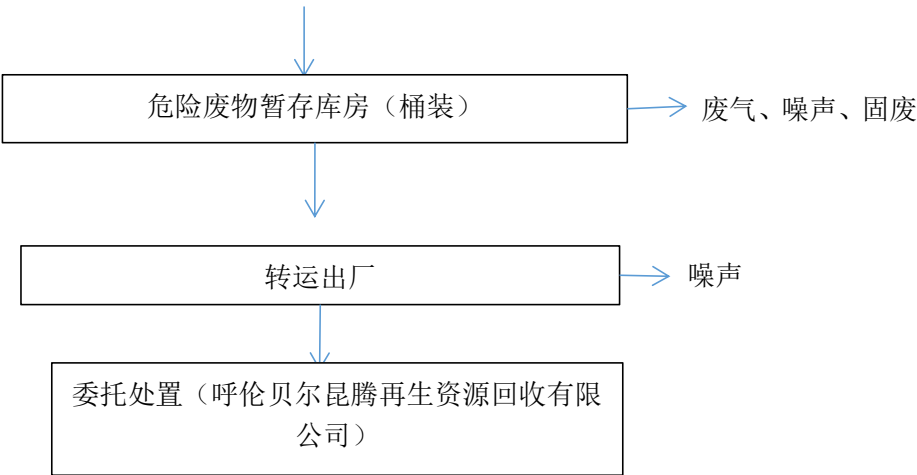 危险废物暂存库房（桶装）
废气、噪声、固废
转运出厂
噪声
委托处置（呼伦贝尔昆腾再生资源回收有限
公司）